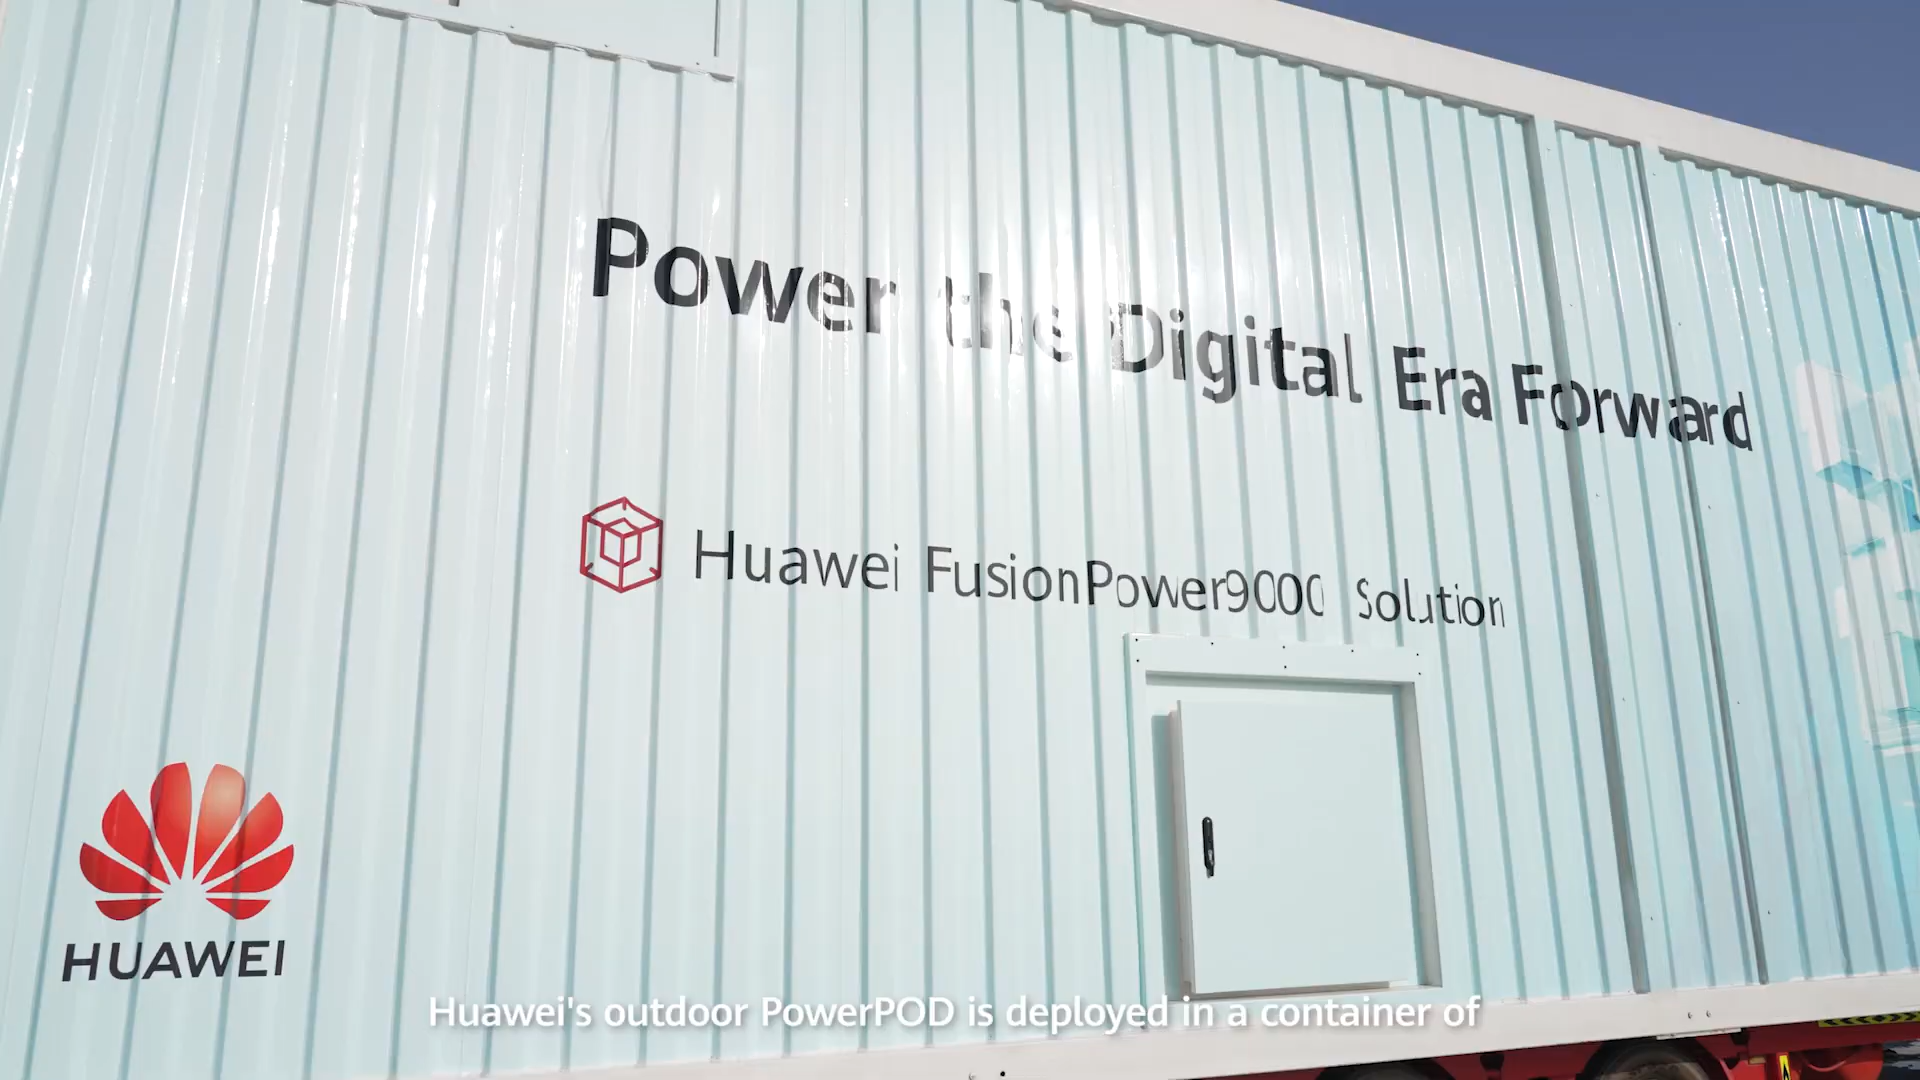 Power the Digital Era Forward
Huawei FusionPower9000 Solution
HUAWEI
Huawei's outdoor PowerPOD is deployed in a container of